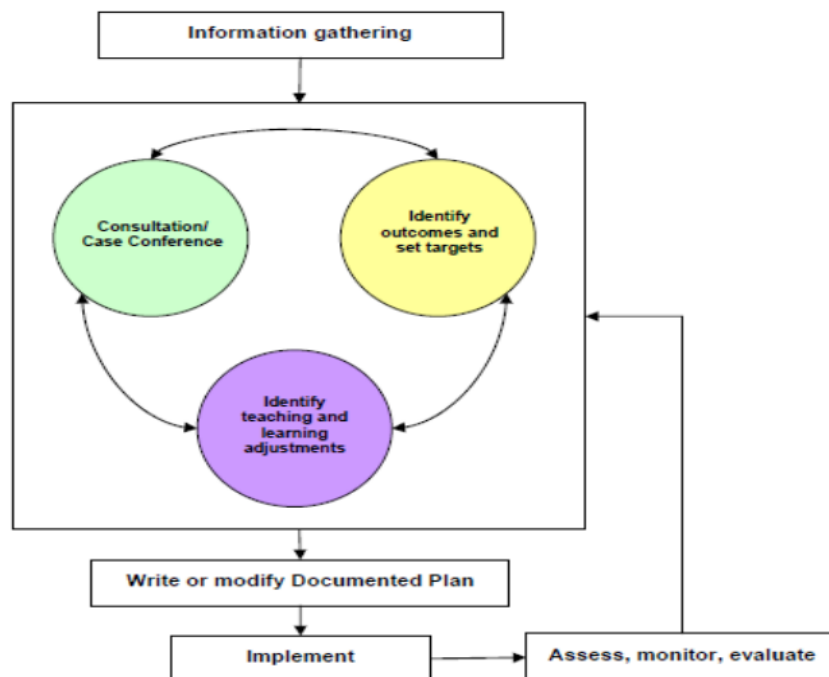 Information gathering
Consultation/
Case Conference
Identify
outcomes and
set targets
Identify
teaching and
learning
adjustments
Write or modify Documented Plan
Implement
Assess, monitor, evaluate